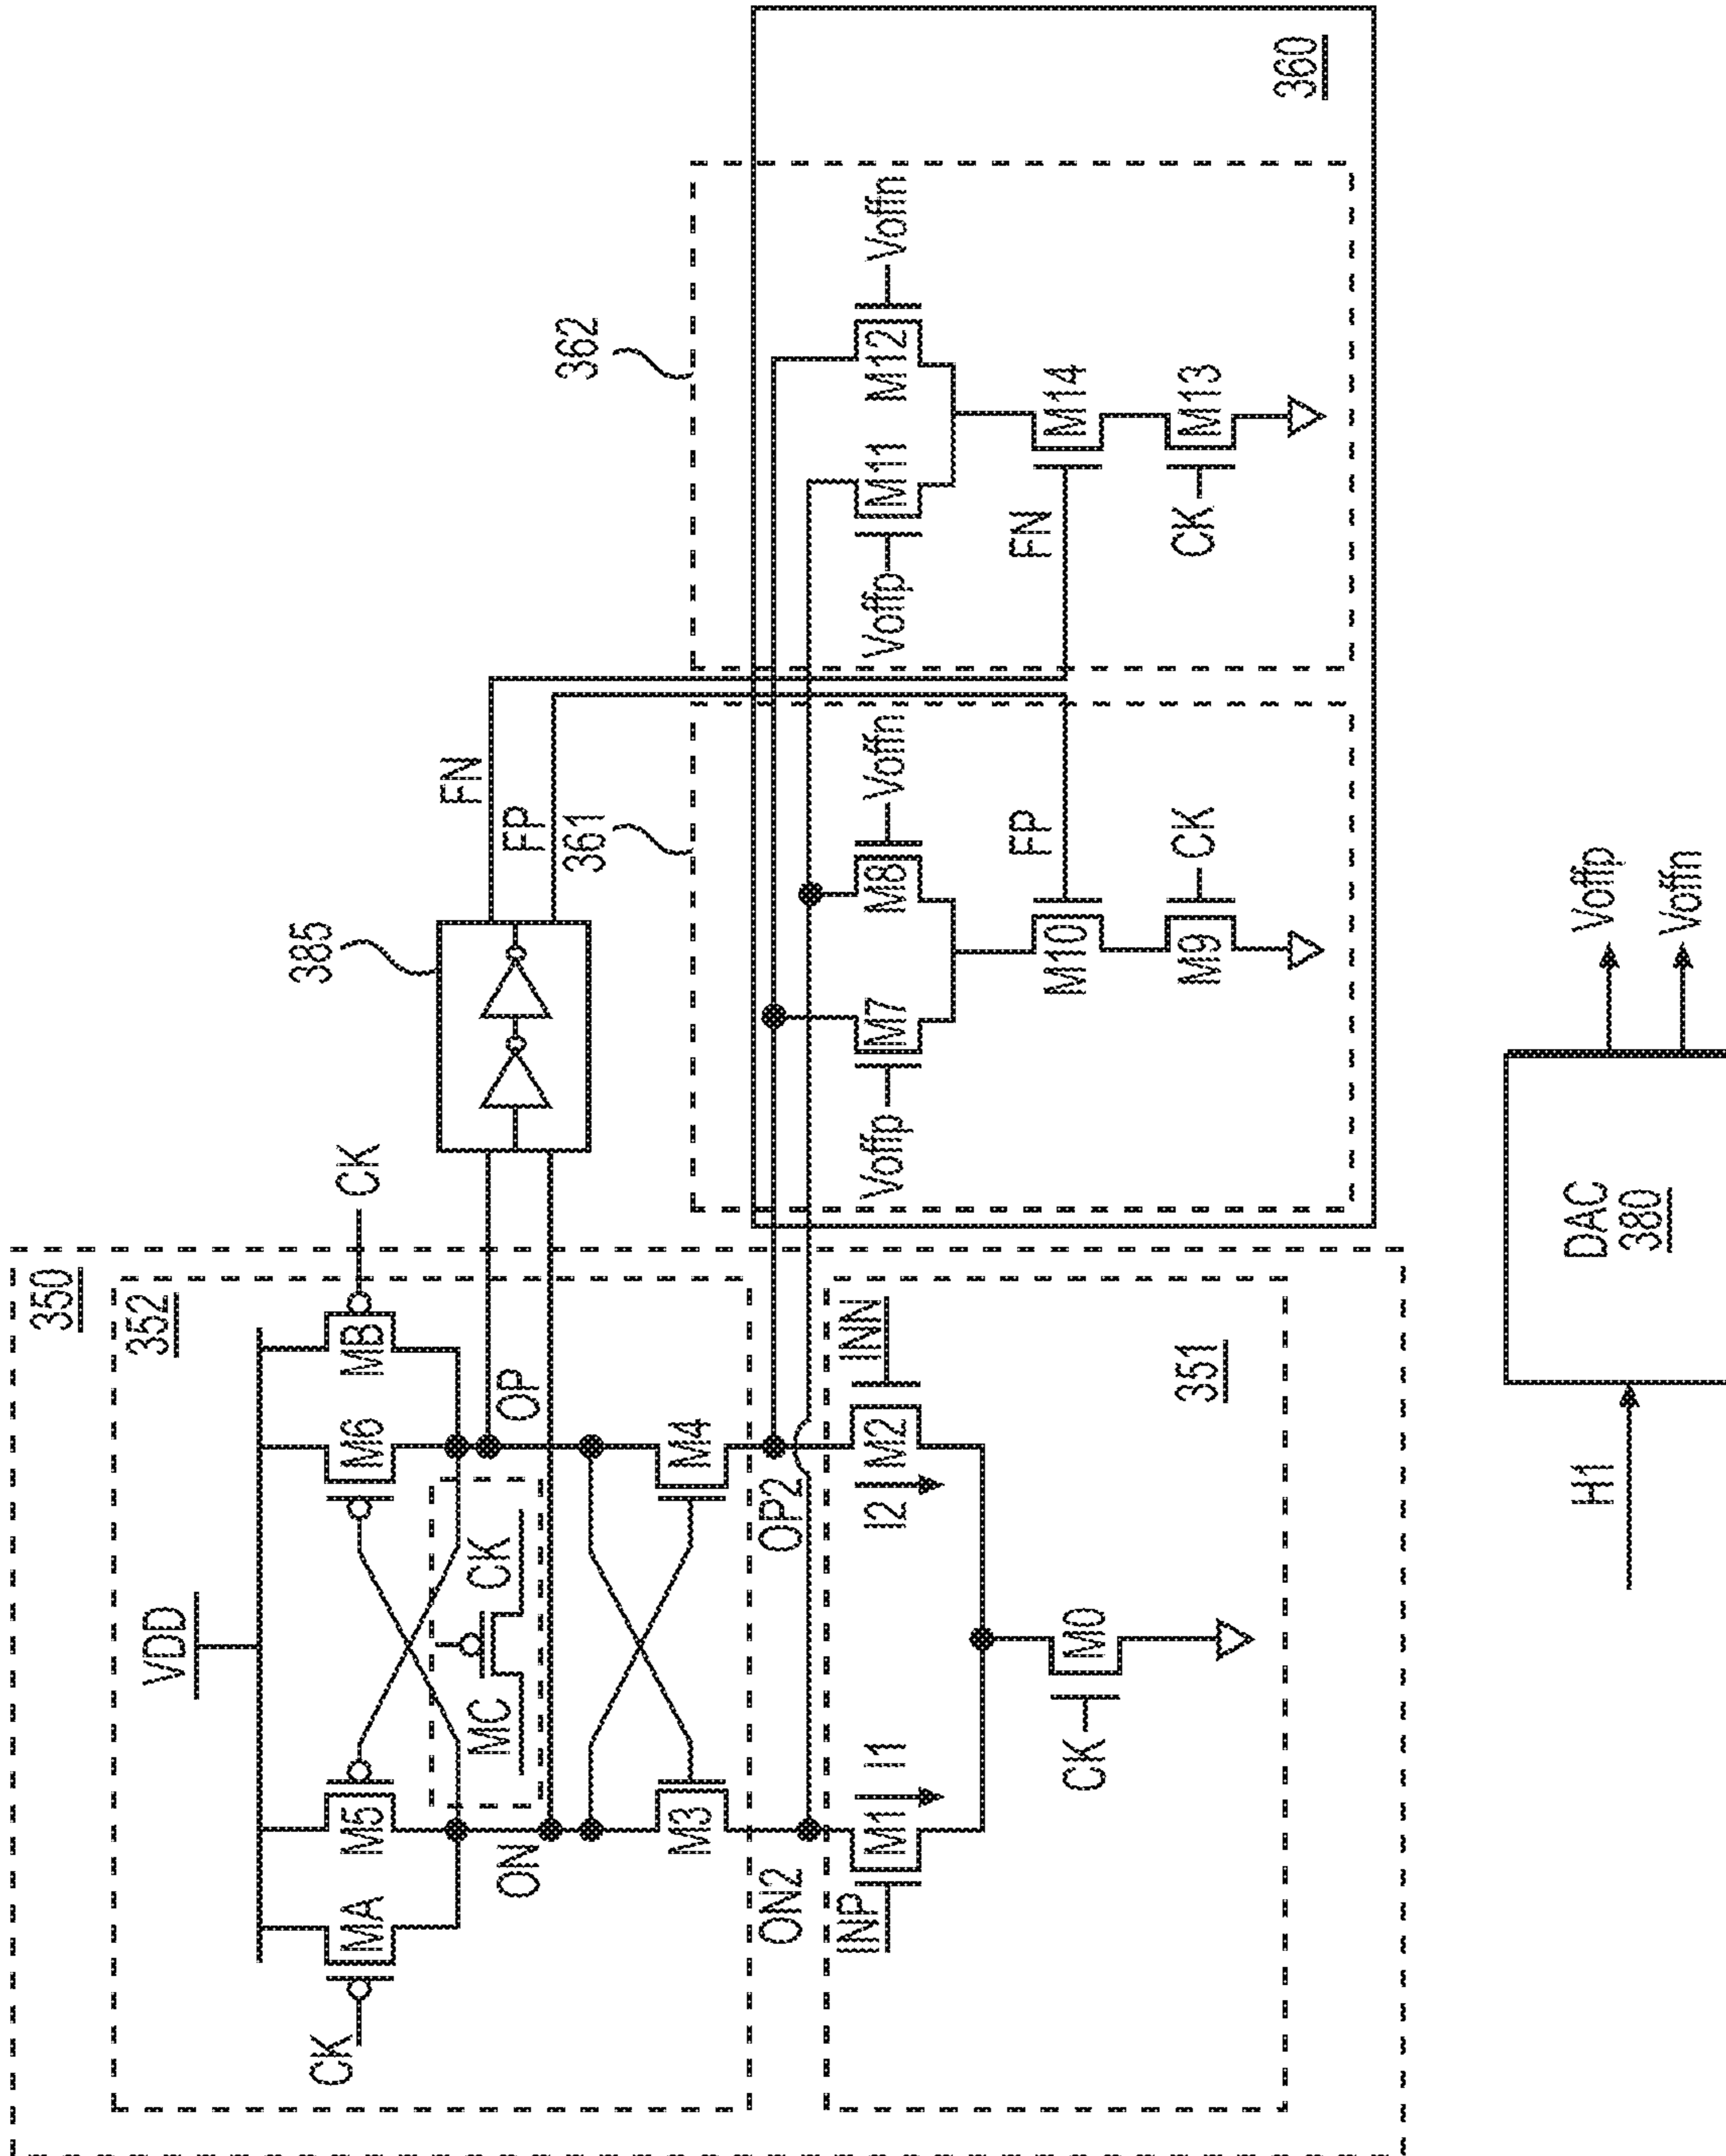 350
352
VDD
CK
MA
M5
M6
MB
CK
ON
MC
CK
OP
M3
M4
ON2
OP2
INP
M1
I1
I2
M2
INN
CK
M0
351
385
FN
FP
361
362
Voffp
M7
M8
Voffn
Voffp
M11
M12
Voffn
M10
FP
FN
M14
M9
CK
CK
M13
360
H1
DAC
380
Voffp
Voffn